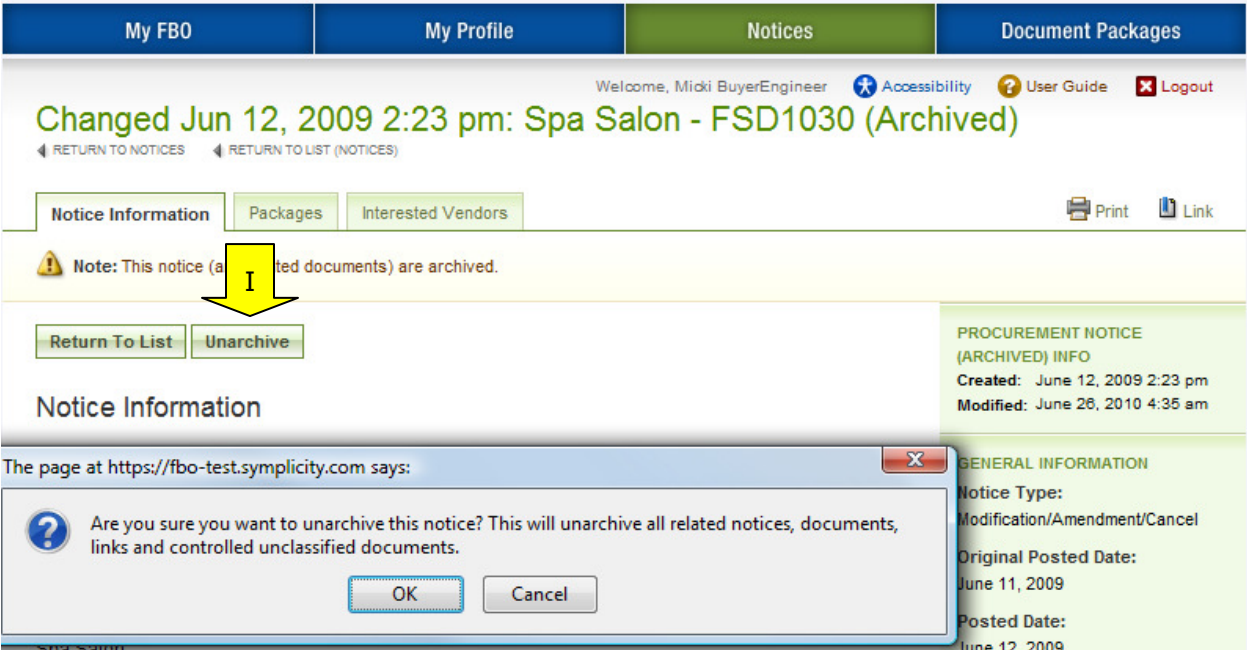 My FBO My Profile Notices Document Packages
Welcome, Micki BuyerEngineer Accessibility User Guide Logout
Changed Jun 12, 2009 2:23 pm: Spa Salon - FSD1030 (Archived)
RETURN TO NOTICES RETURN TO LIST (NOTICES)
Notice Information Packages Interested Vendors Print Link
Note: This notice (a ted documents) are archived.
I
Return To List Unarchive
Notice Information
PROCUREMENT NOTICE
(ARCHIVED) INFO
Created: June 12, 2009 2:23 pm
Modified: June 26, 2010 4:35 am
The page at https://fbo-test.symplicity.com says:
Are you sure you want to unarchive this notice? This will unarchive all related notices, documents,
links and controlled unclassified documents.
OK Cancel
GENERAL INFORMATION
Notice Type:
Modification/Amendment/Cancel
Original Posted Date:
June 11, 2009
Posted Date:
June 12, 2009
Spa Salon